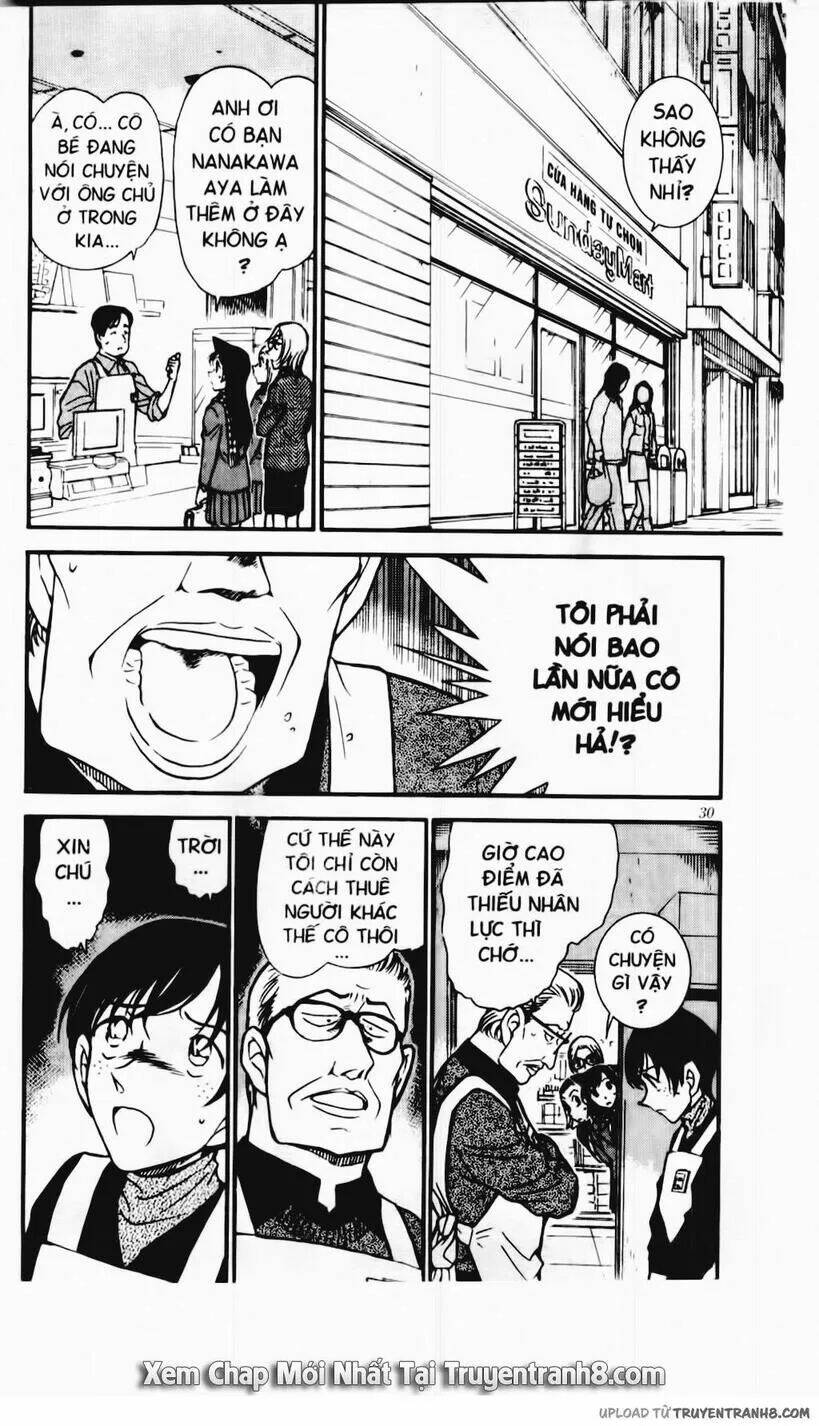 SAO
KHÔNG
THẤY
NHỈ?
CỬA HÀNG TỰ CHỌN
SundayMart
ANH ƠI
CÓ BẠN
NANAKAWA
AYA LÀM
THÊM Ở ĐÂY
KHÔNG Ạ
?
À, CÓ... CÔ
BÉ ĐANG
NÓI CHUYỆN
VỚI ÔNG CHỦ
Ở TRONG
KIA...
TÔI PHẢI
NÓI BAO
LẦN NỮA CÔ
MỚI HIỂU
HẢ!?
30
CÓ
CHUYỆN
GÌ VẬY
?
GIỜ CAO
ĐIỂM ĐÃ
THIẾU NHÂN
LỰC THÌ
CHỚ...
CỨ THẾ NÀY
TÔI CHỈ CÒN
CÁCH THUÊ
NGƯỜI KHÁC
THẾ CÔ THÔI
...
TRỜI
...
XIN
CHÚ
...
Xem Chap Mới Nhất Tại Truyentranh8.com
UPLOAD TỪ TRUYENTRANH8.COM